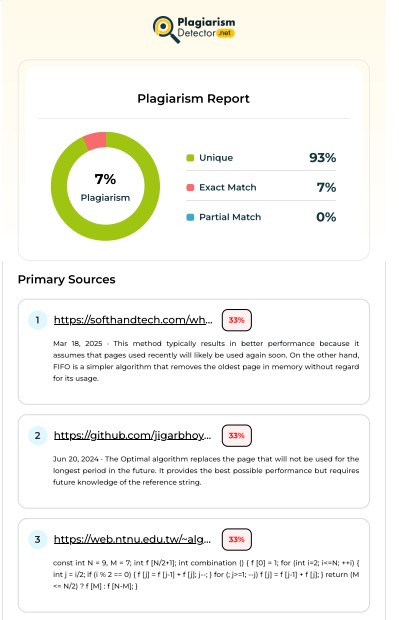 Plagiarism
Detector .net
Plagiarism Report
7%
Plagiarism
Unique 93%
Exact Match 7%
Partial Match 0%
Primary Sources
1 https://softhandtech.com/wh... 33%
Mar 18, 2025 · This method typically results in better performance because it
assumes that pages used recently will likely be used again soon. On the other hand,
FIFO is a simpler algorithm that removes the oldest page in memory without regard
for its usage.
2 https://github.com/jigarbhoy... 33%
Jun 20, 2024 · The Optimal algorithm replaces the page that will not be used for the
longest period in the future. It provides the best possible performance but requires
future knowledge of the reference string.
3 https://web.ntnu.edu.tw/~alg... 33%
const int N = 9, M = 7; int f [N/2+1]; int combination () { f [0] = 1; for (int i=2; i<=N; ++i) {
int j = i/2; if (i % 2 == 0) { f [j] = f [j-1] + f [j]; j--; } for (; j>=1; --j) f [j] = f [j-1] + f [j]; } return (M
<= N/2) ? f [M] : f [N-M]; }